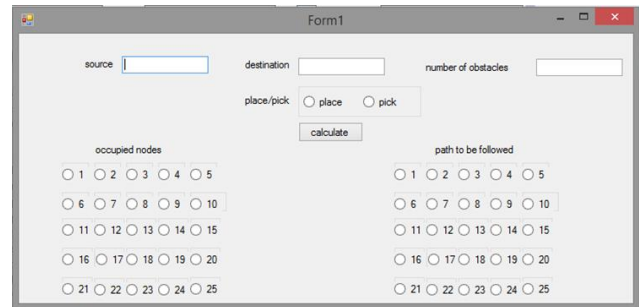 Form1
source destination number of obstacles
place/pick place pick
calculate
occupied nodes path to be followed
1 2 3 4 5 1 2 3 4 5
6 7 8 9 10 6 7 8 9 10
11 12 13 14 15 11 12 13 14 15
16 17 18 19 20 16 17 18 19 20
21 22 23 24 25 21 22 23 24 25